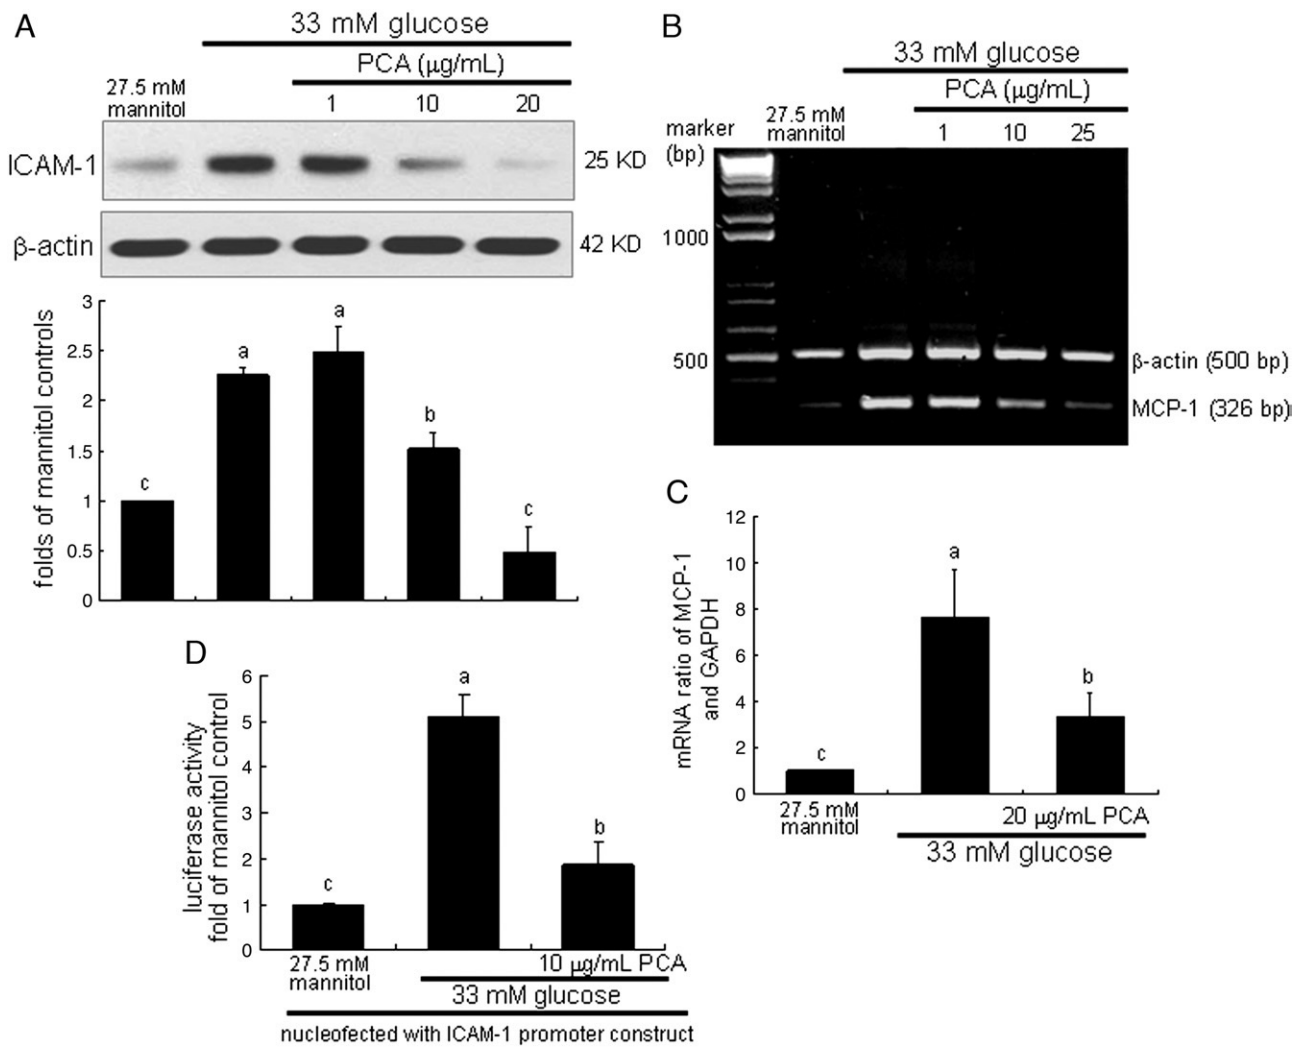 A
33 mM glucose
PCA (μg/mL)
27.5 mM
mannitol
1
10
20
ICAM-1
25 KD
β-actin
42 KD
folds of mannitol controls
3
2.5
2
1.5
1
0.5
0
c
a
a
b
c
B
33 mM glucose
PCA (μg/mL)
27.5 mM
mannitol
1
10
25
marker
(bp)
1000
500
β-actin (500 bp)
MCP-1 (326 bp)
C
mRNA ratio of MCP-1
and GAPDH
12
10
8
6
4
2
0
c
a
b
27.5 mM
mannitol
20 μg/mL PCA
33 mM glucose
D
luciferase activity
fold of mannitol control
6
5
4
3
2
1
0
c
a
b
27.5 mM
mannitol
10 μg/mL PCA
33 mM glucose
nucleofected with ICAM-1 promoter construct